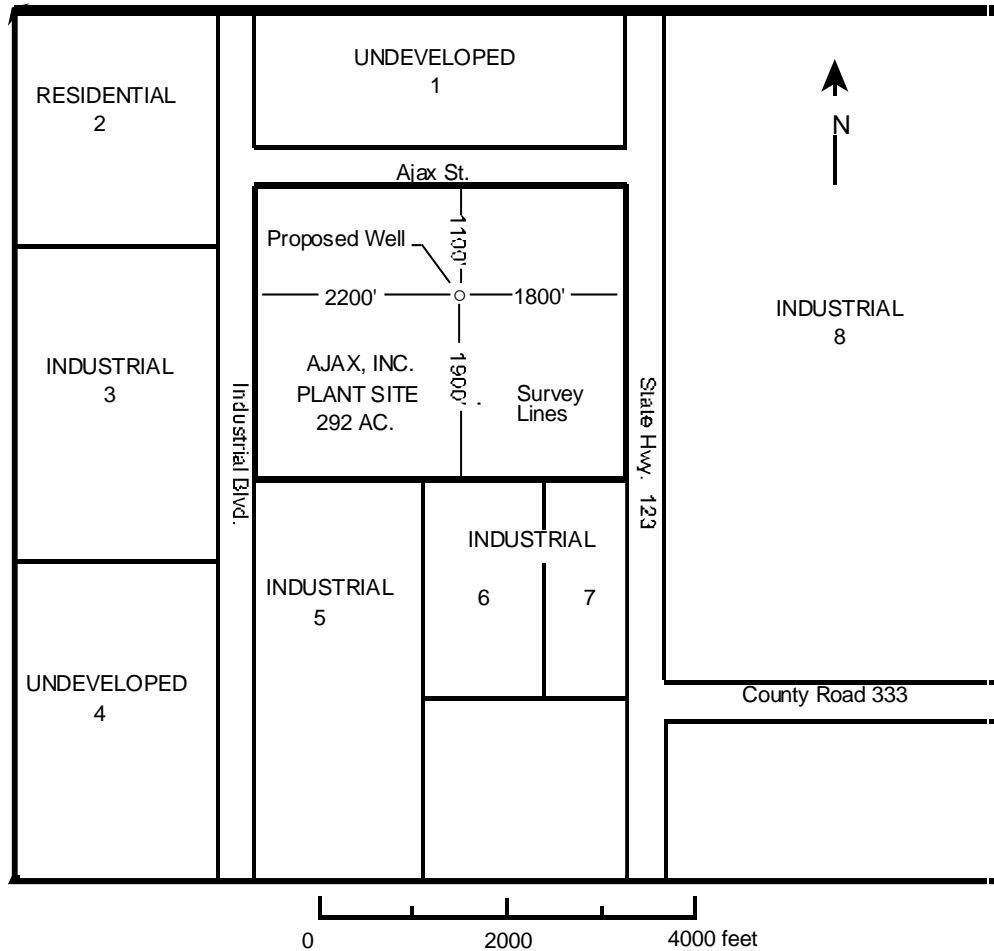 UNDEVELOPED
1
RESIDENTIAL
2
N
Ajax St.
1100'
Proposed Well
2200'
1800'
INDUSTRIAL
8
INDUSTRIAL
3
AJAX, INC.
PLANT SITE
292 AC.
1900'
Survey
Lines
Industrial Blvd.
State Hwy. 123
INDUSTRIAL
5
INDUSTRIAL
6
7
UNDEVELOPED
4
County Road 333
0
2000
4000 feet